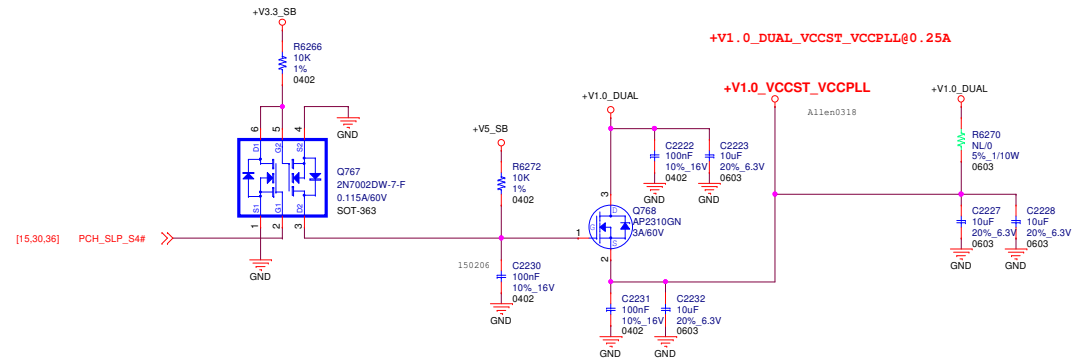 +V3.3_SB
R6266
10K
1%
0402
6
5
4
D1
G2
S2
GND
Q767
2N7002DW-7-F
0.115A/60V
SOT-363
S1
G1
D2
1
2
3
[15,30,36]
PCH_SLP_S4#
GND
+V5_SB
R6272
10K
1%
0402
150206
C2230
100nF
10%_16V
0402
GND
+V1.0_DUAL_VCCST_VCCPLL@0.25A
+V1.0_DUAL
C2222
100nF
10%_16V
0402
GND
C2223
10uF
20%_6.3V
0603
GND
3
D
G
S
1
2
Q768
AP2310GN
3A/60V
C2231
100nF
10%_16V
0402
GND
C2232
10uF
20%_6.3V
0603
GND
+V1.0_VCCST_VCCPLL
Allen0318
+V1.0_DUAL
R6270
NL/0
5%_1/10W
0603
C2227
10uF
20%_6.3V
0603
GND
C2228
10uF
20%_6.3V
0603
GND